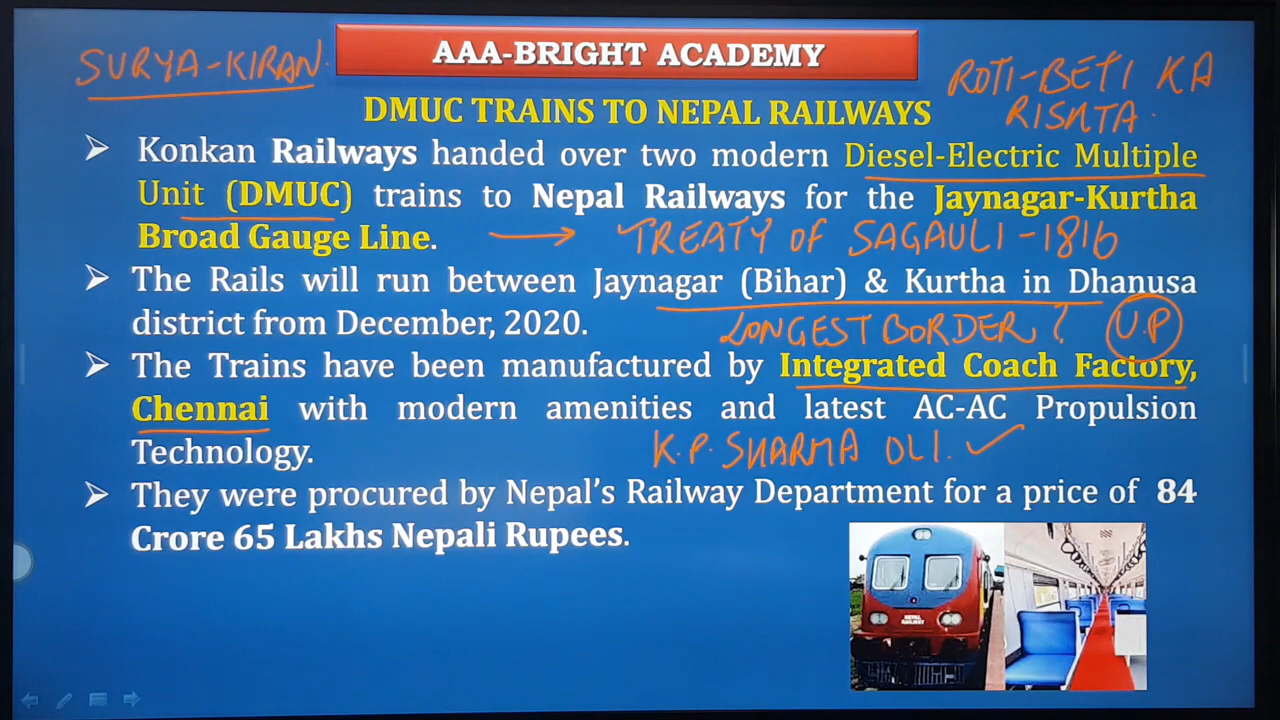 SURYA-KIRAN
AAA-BRIGHT ACADEMY
ROTI-BETI KA
RISHTA
DMUC TRAINS TO NEPAL RAILWAYS
Konkan Railways handed over two modern Diesel-Electric Multiple
Unit (DMUC) trains to Nepal Railways for the Jaynagar-Kurtha
Broad Gauge Line.
TREATY OF SAGAULI-1816
The Rails will run between Jaynagar (Bihar) & Kurtha in Dhanusa
district from December, 2020.
LONGEST BORDER? U.P
The Trains have been manufactured by Integrated Coach Factory,
Chennai with modern amenities and latest AC-AC Propulsion
Technology.
K.P. SHARMA OLI.
They were procured by Nepal's Railway Department for a price of 84
Crore 65 Lakhs Nepali Rupees.
NEPAL
RAILWAY